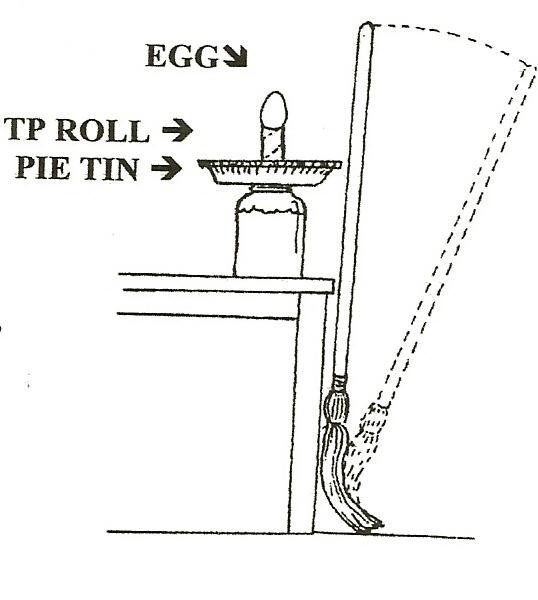 EGG➘
TP ROLL ➔
PIE TIN ➔